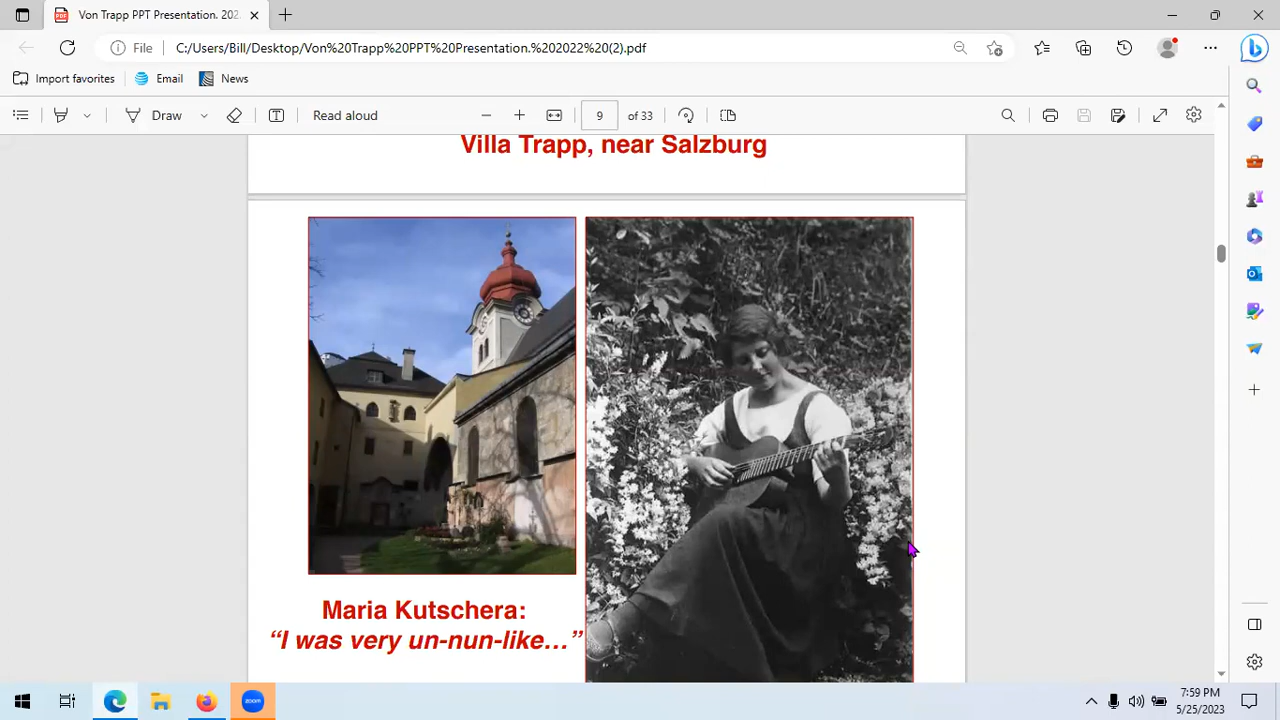 Von Trapp PPT Presentation. 202
File
C:/Users/Bill/Desktop/Von%20Trapp%20PPT%20Presentation.%202022%20(2).pdf
Import favorites
Email
News
Draw
Read aloud
9
of 33
Villa Trapp, near Salzburg
Maria Kutschera:
“I was very un-nun-like…”
zoom
7:59 PM
5/25/2023